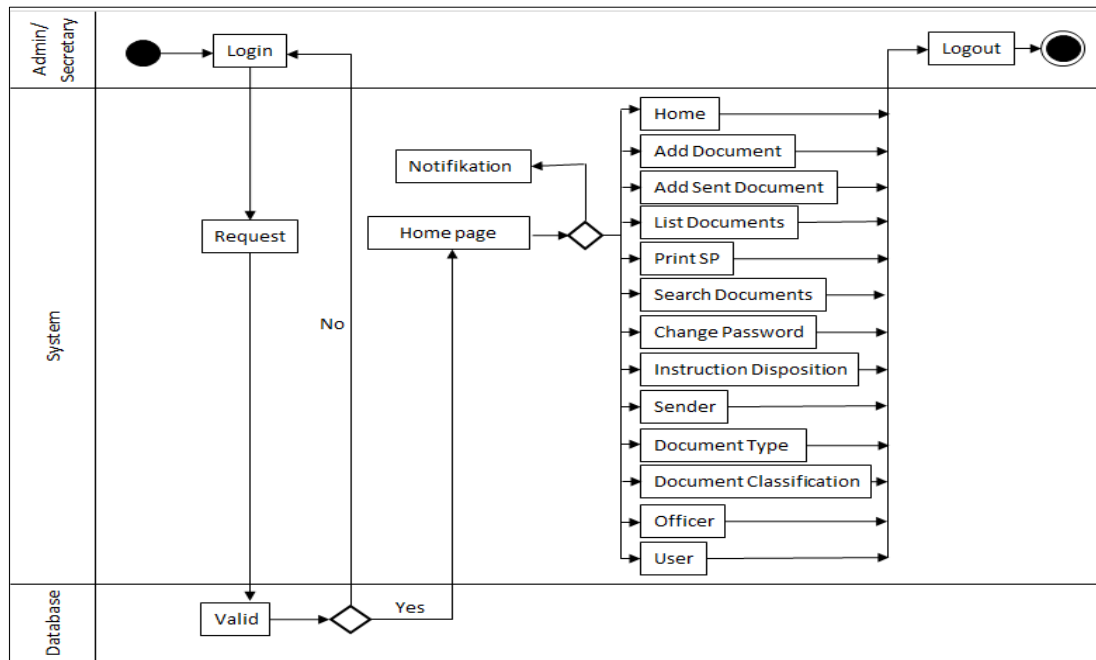 Admin/
Secretary
Login
Logout
System
Home
Add Document
Notifikation
Add Sent Document
List Documents
Request
Home page
Print SP
Search Documents
No
Change Password
Instruction Disposition
Sender
Document Type
Document Classification
Officer
User
Database
Valid
Yes